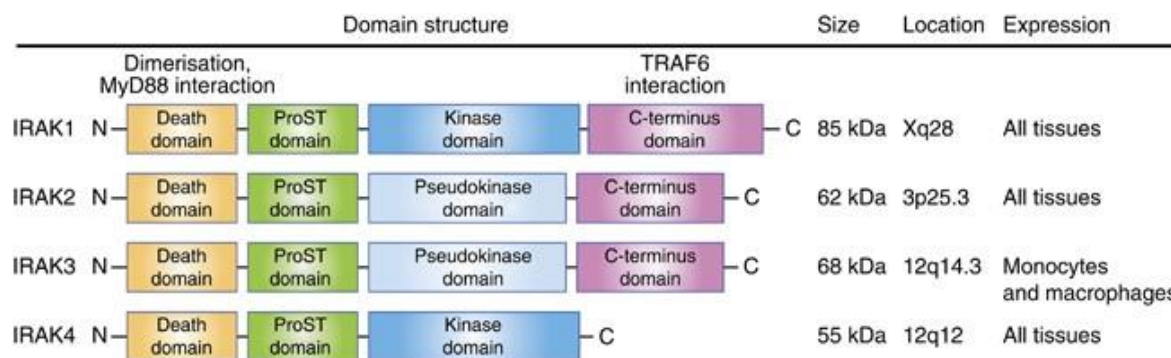 Domain structure Size Location Expression
Dimerisation, TRAF6
MyD88 interaction interaction
IRAK1 N Death ProST Kinase C-terminus C 85 kDa Xq28 All tissues
domain domain domain domain
IRAK2 N Death ProST Pseudokinase C-terminus C 62 kDa 3p25.3 All tissues
domain domain domain domain
IRAK3 N Death ProST Pseudokinase C-terminus C 68 kDa 12q14.3 Monocytes
domain domain domain domain and macrophages
IRAK4 N Death ProST Kinase C 55 kDa 12q12 All tissues
domain domain domain